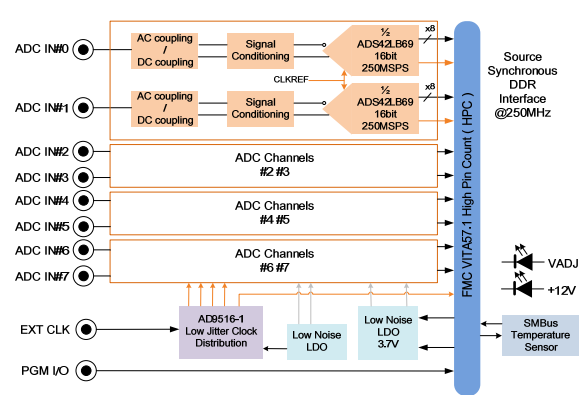 ADC IN#0
AC coupling
/
DC coupling
Signal
Conditioning
½
ADS42LB69
16bit
250MSPS
x8
CLKREF
ADC IN#1
AC coupling
/
DC coupling
Signal
Conditioning
½
ADS42LB69
16bit
250MSPS
x8
Source
Synchronous
DDR
Interface
@250MHz
ADC IN#2
ADC IN#3
ADC Channels
#2 #3
ADC IN#4
ADC IN#5
ADC Channels
#4 #5
ADC IN#6
ADC IN#7
ADC Channels
#6 #7
FMC VITA57.1 High Pin Count ( HPC )
VADJ
+12V
EXT CLK
AD9516-1
Low Jitter Clock
Distribution
Low Noise
LDO
Low Noise
LDO
3.7V
SMBus
Temperature
Sensor
PGM I/O